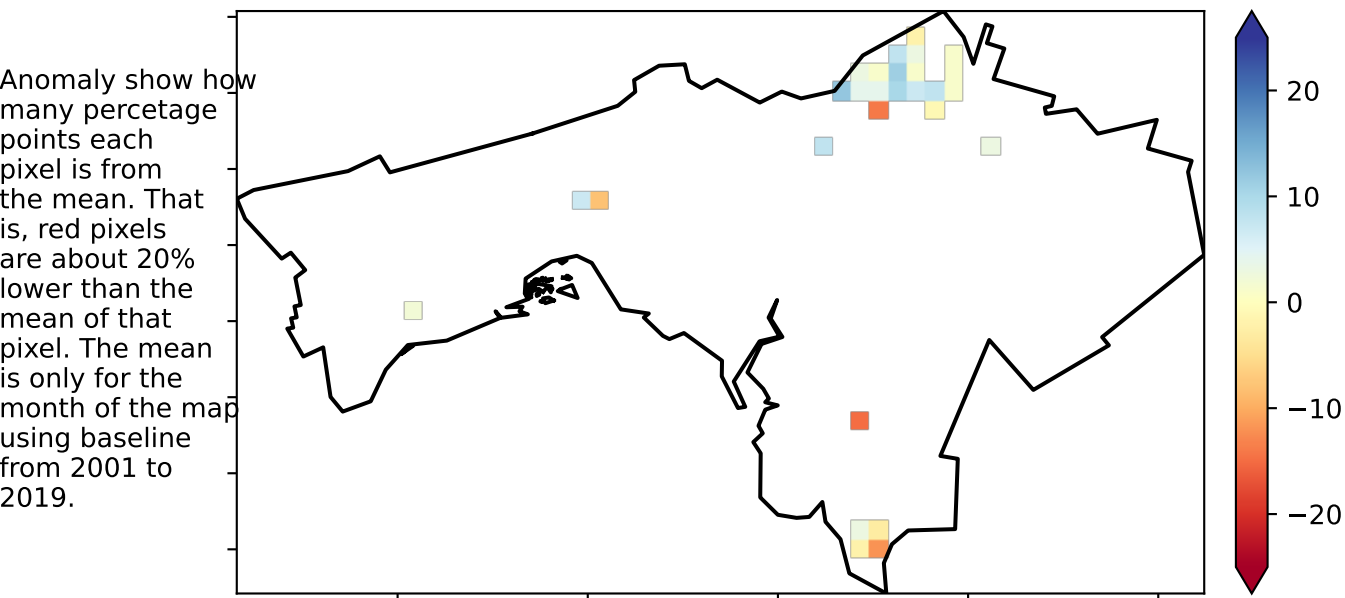 Anomaly show how
many percetage
points each
pixel is from
the mean. That
is, red pixels
are about 20%
lower than the
mean of that
pixel. The mean
is only for the
month of the map
using baseline
from 2001 to
2019.
20
10
0
−10
−20